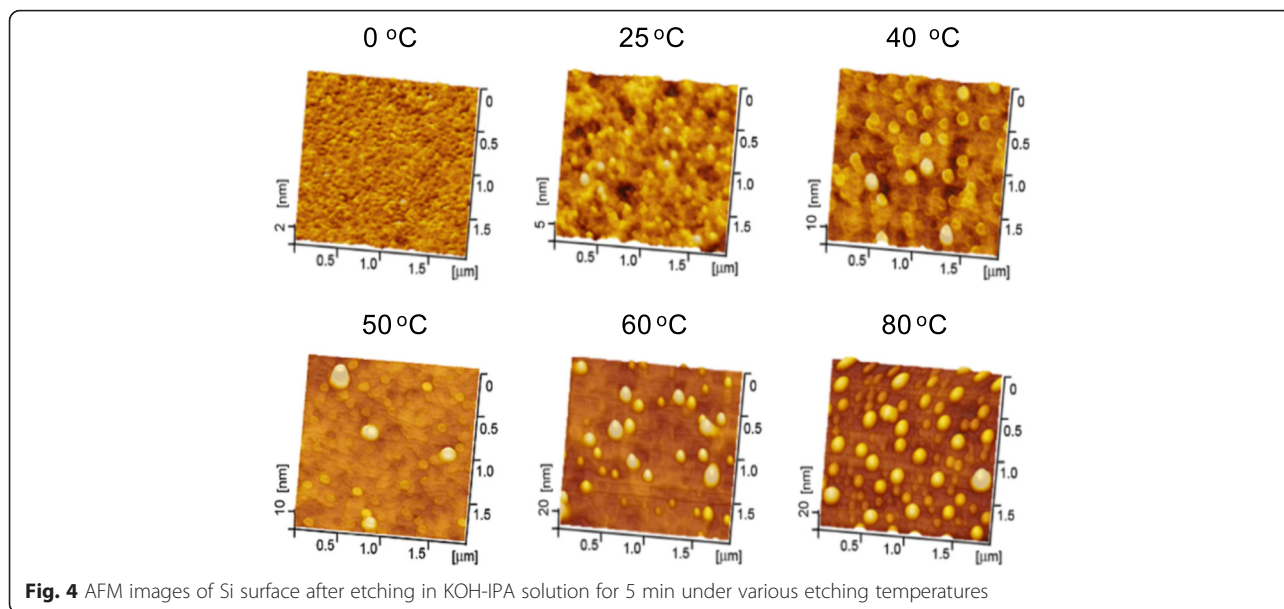 0 °C 25 °C 40 °C
0
0.5
1.0
1.5
2 [nm]
0.5 1.0 1.5 [µm]
0
0.5
1.0
1.5
5 [nm]
0.5 1.0 1.5 [µm]
0
0.5
1.0
1.5
10 [nm]
0.5 1.0 1.5 [µm]
50 °C 60 °C 80 °C
0
0.5
1.0
1.5
10 [nm]
0.5 1.0 1.5 [µm]
0
0.5
1.0
1.5
20 [nm]
0.5 1.0 1.5 [µm]
0
0.5
1.0
1.5
20 [nm]
0.5 1.0 1.5 [µm]
Fig. 4 AFM images of Si surface after etching in KOH-IPA solution for 5 min under various etching temperatures